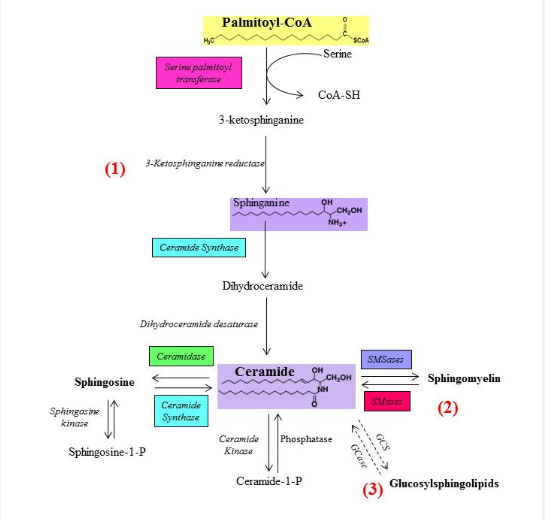 Palmitoyl-CoA
O
C
H₃C
SCoA
Serine
Serine palmitoyl
transferase
CoA-SH
3-ketosphinganine
(1)
3-Ketosphinganine reductase
Sphinganine
OH
CH₂OH
NH₃+
Ceramide Synthase
Dihydroceramide
Dihydroceramide desaturase
Ceramidase
Ceramide
OH
CH₂OH
NH
O
SMSases
Sphingosine
Sphingomyelin
Ceramide
Synthase
SMases
(2)
Sphingosine
kinase
Sphingosine-1-P
Ceramide
Kinase
Phosphatase
GCS
GCase
Ceramide-1-P
(3)
Glucosylsphingolipids